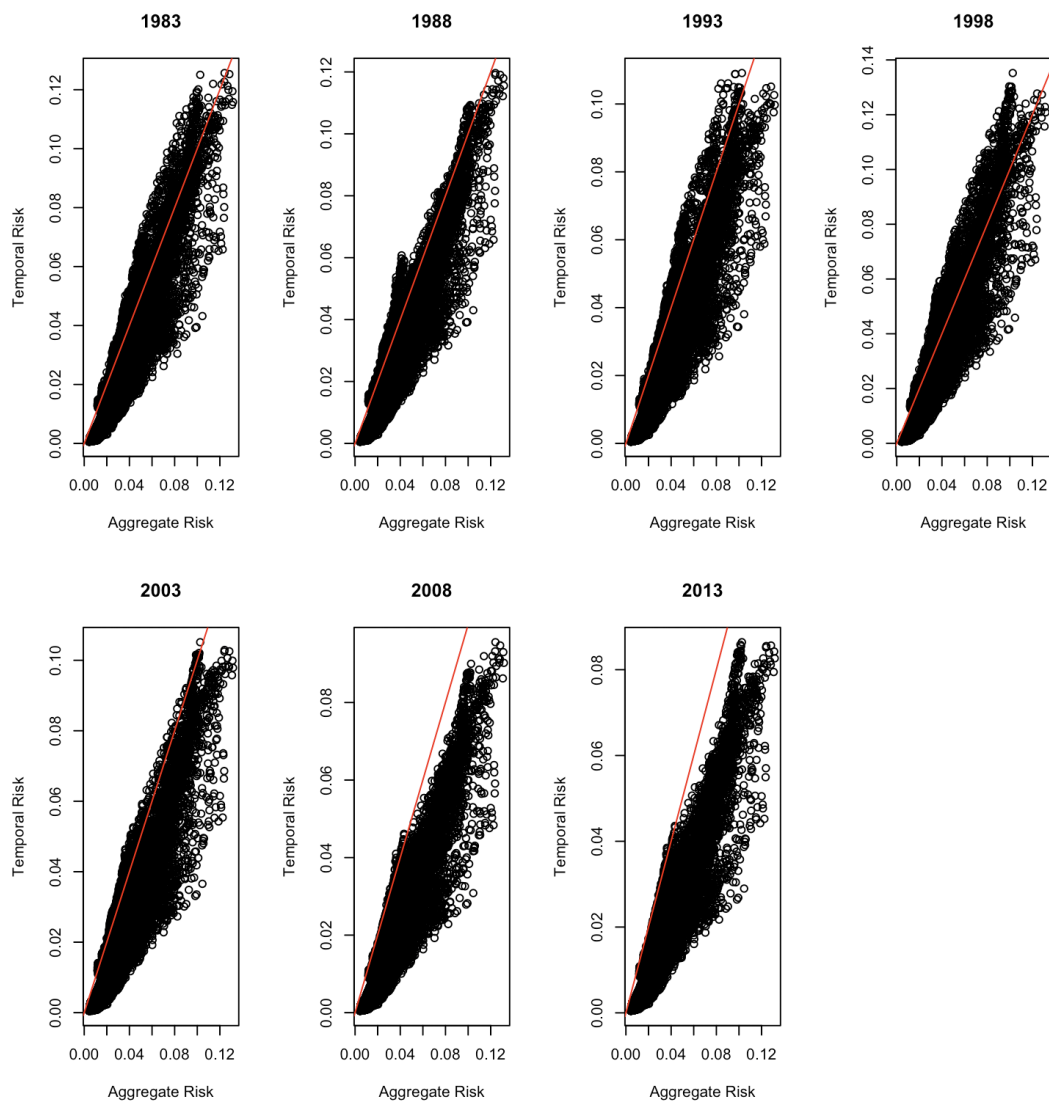 1983 1988 1993 1998
Temporal Risk
0.00 0.02 0.04 0.06 0.08 0.10 0.12
0.00 0.04 0.08 0.12
Aggregate Risk
Temporal Risk
0.00 0.02 0.04 0.06 0.08 0.10 0.12
0.00 0.04 0.08 0.12
Aggregate Risk
Temporal Risk
0.00 0.02 0.04 0.06 0.08 0.10
0.00 0.04 0.08 0.12
Aggregate Risk
Temporal Risk
0.00 0.02 0.04 0.06 0.08 0.10 0.12 0.14
0.00 0.04 0.08 0.12
Aggregate Risk
2003 2008 2013
Temporal Risk
0.00 0.02 0.04 0.06 0.08 0.10
0.00 0.04 0.08 0.12
Aggregate Risk
Temporal Risk
0.00 0.02 0.04 0.06 0.08
0.00 0.04 0.08 0.12
Aggregate Risk
Temporal Risk
0.00 0.02 0.04 0.06 0.08
0.00 0.04 0.08 0.12
Aggregate Risk